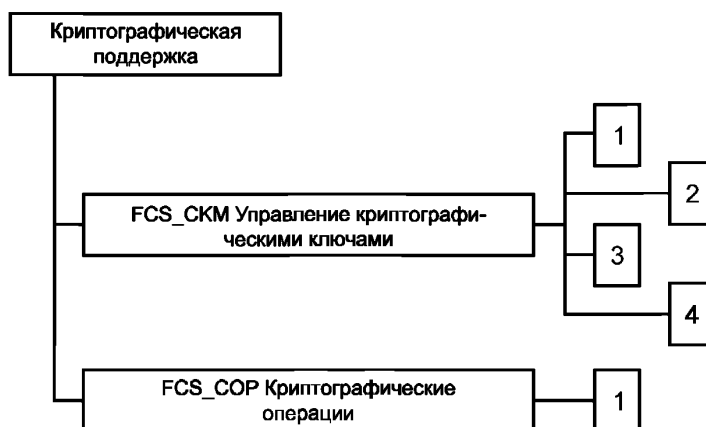 Криптографическая
поддержка
1
2
FCS_CKM Управление криптографи-
ческими ключами
3
4
FCS_COP Криптографические
операции
1